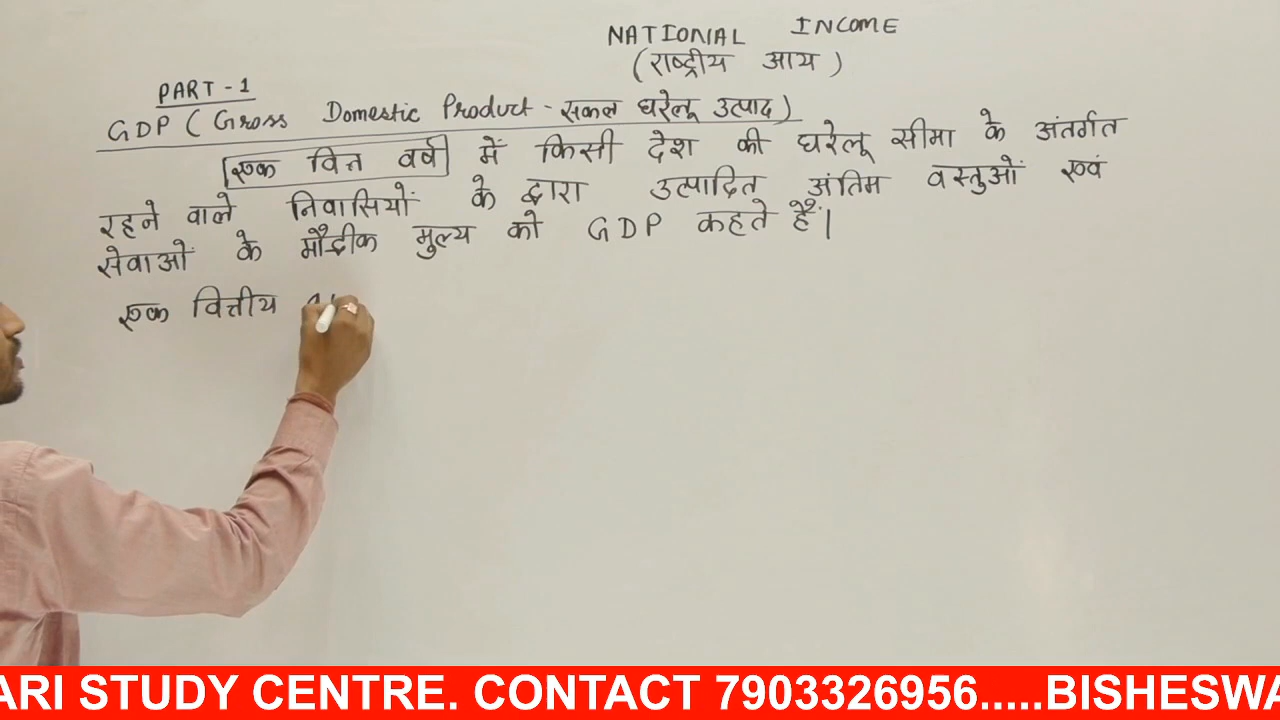 NATIONAL INCOME
(राष्ट्रीय आय)
PART-1
GDP (Gross Domestic Product - सकल घरेलू उत्पाद)
एक वित्त वर्ष में किसी देश की घरेलू सीमा के अंतर्गत
रहने वाले निवासियों के द्वारा उत्पादित अंतिम वस्तुओं एवं
सेवाओं के मौद्रीक मुल्य को GDP कहते हैं।
एक वित्तीय
ARI STUDY CENTRE. CONTACT 7903326956.....BISHESWA